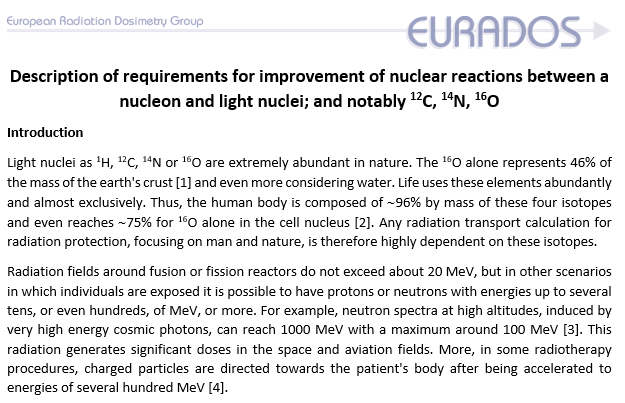 European Radiation Dosimetry Group
EURADOS
Description of requirements for improvement of nuclear reactions between a
nucleon and light nuclei; and notably ¹²C, ¹⁴N, ¹⁶O
Introduction
Light nuclei as ¹H, ¹²C, ¹⁴N or ¹⁶O are extremely abundant in nature. The ¹⁶O alone represents 46% of
the mass of the earth's crust [1] and even more considering water. Life uses these elements abundantly
and almost exclusively. Thus, the human body is composed of ~96% by mass of these four isotopes
and even reaches ~75% for ¹⁶O alone in the cell nucleus [2]. Any radiation transport calculation for
radiation protection, focusing on man and nature, is therefore highly dependent on these isotopes.
Radiation fields around fusion or fission reactors do not exceed about 20 MeV, but in other scenarios
in which individuals are exposed it is possible to have protons or neutrons with energies up to several
tens, or even hundreds, of MeV, or more. For example, neutron spectra at high altitudes, induced by
very high energy cosmic photons, can reach 1000 MeV with a maximum around 100 MeV [3]. This
radiation generates significant doses in the space and aviation fields. More, in some radiotherapy
procedures, charged particles are directed towards the patient's body after being accelerated to
energies of several hundred MeV [4].